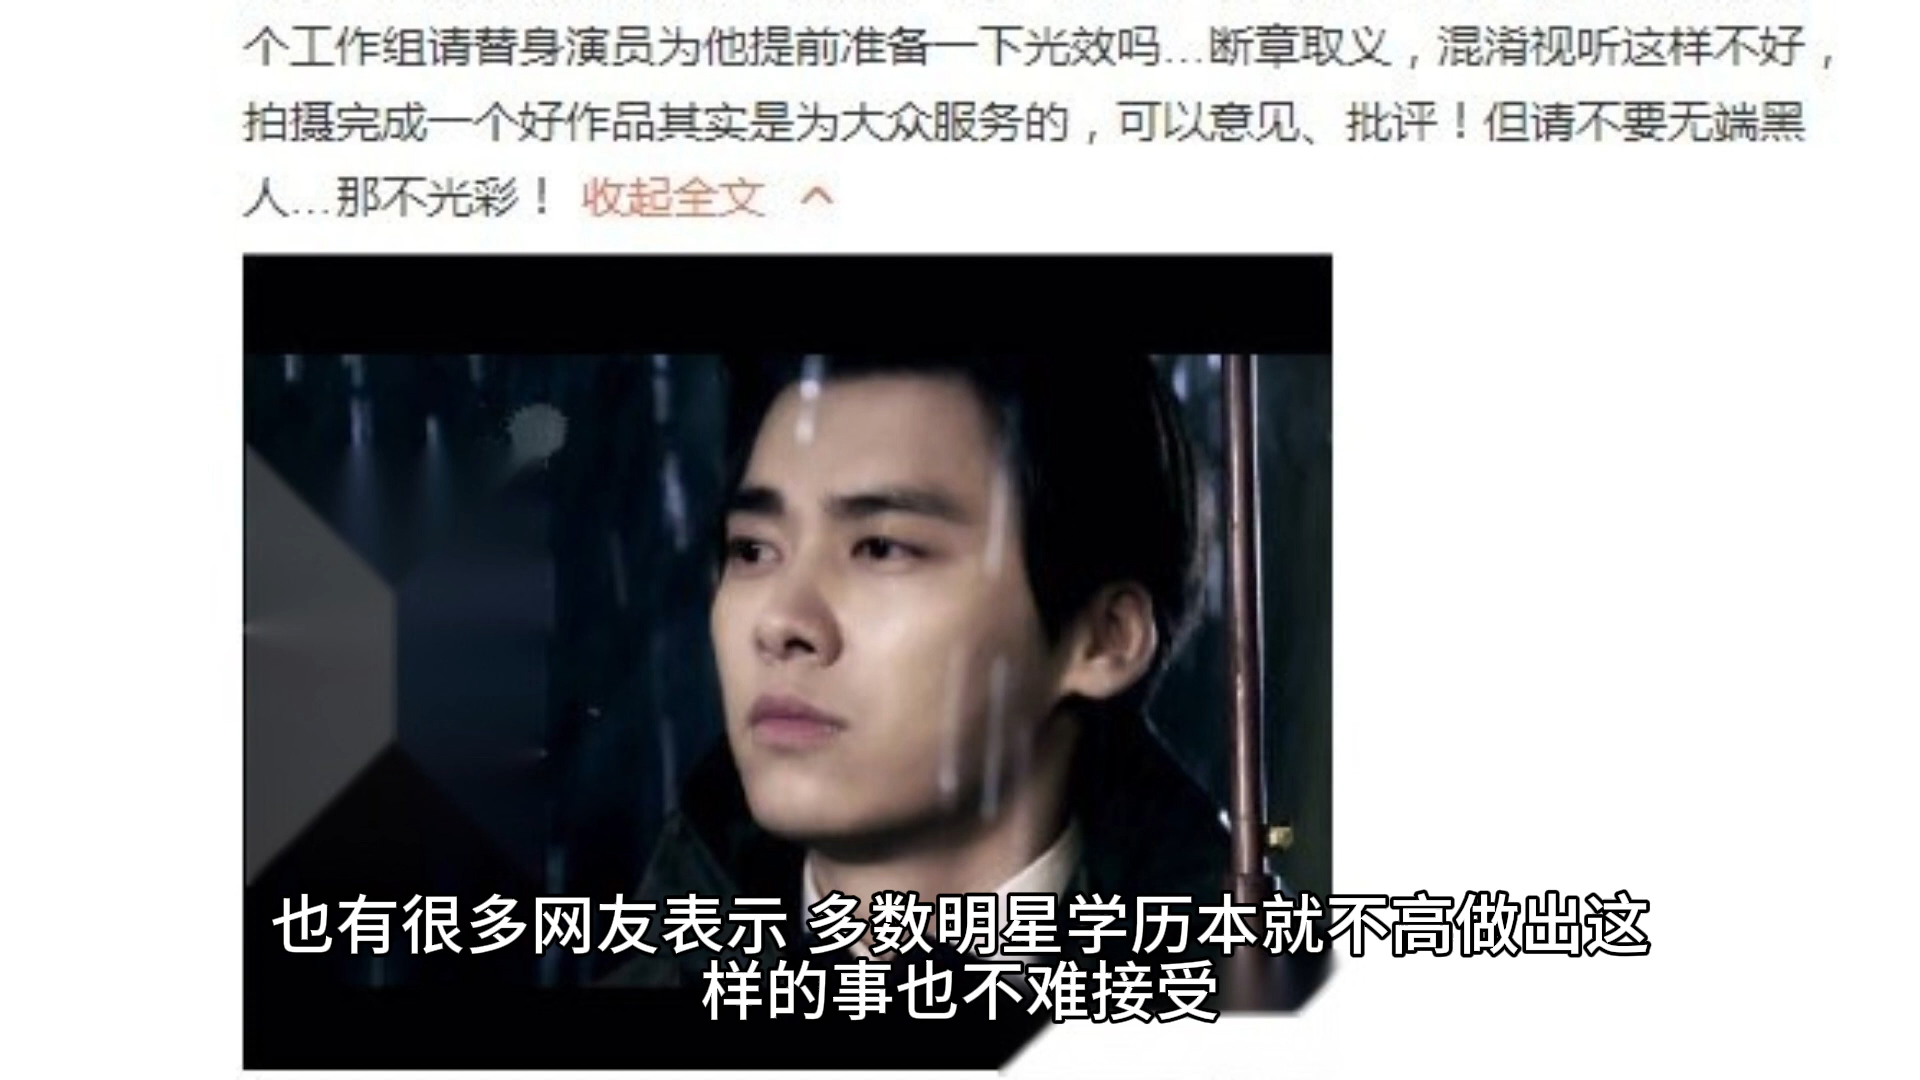 个工作组请替身演员为他提前准备一下光效吗...断章取义，混淆视听这样不好，
拍摄完成一个好作品其实是为大众服务的，可以意见、批评！但请不要无端黑
人...那不光彩！ 收起全文 ^
也有很多网友表示 多数明星学历本就不高做出这
样的事也不难接受